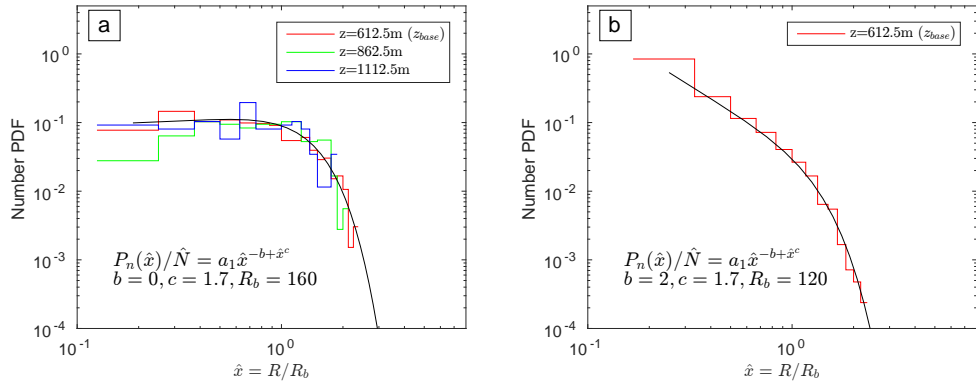 a
z=612.5m (z_base)
z=862.5m
z=1112.5m
Number PDF
10^0
10^-1
10^-2
10^-3
10^-4
P_n(x̂)/N̂ = a_1x̂^{-b+x̂^c}
b = 0, c = 1.7, R_b = 160
10^-1
10^0
x̂ = R/R_b
b
z=612.5m (z_base)
Number PDF
10^0
10^-1
10^-2
10^-3
10^-4
P_n(x̂)/N̂ = a_1x̂^{-b+x̂^c}
b = 2, c = 1.7, R_b = 120
10^-1
10^0
x̂ = R/R_b